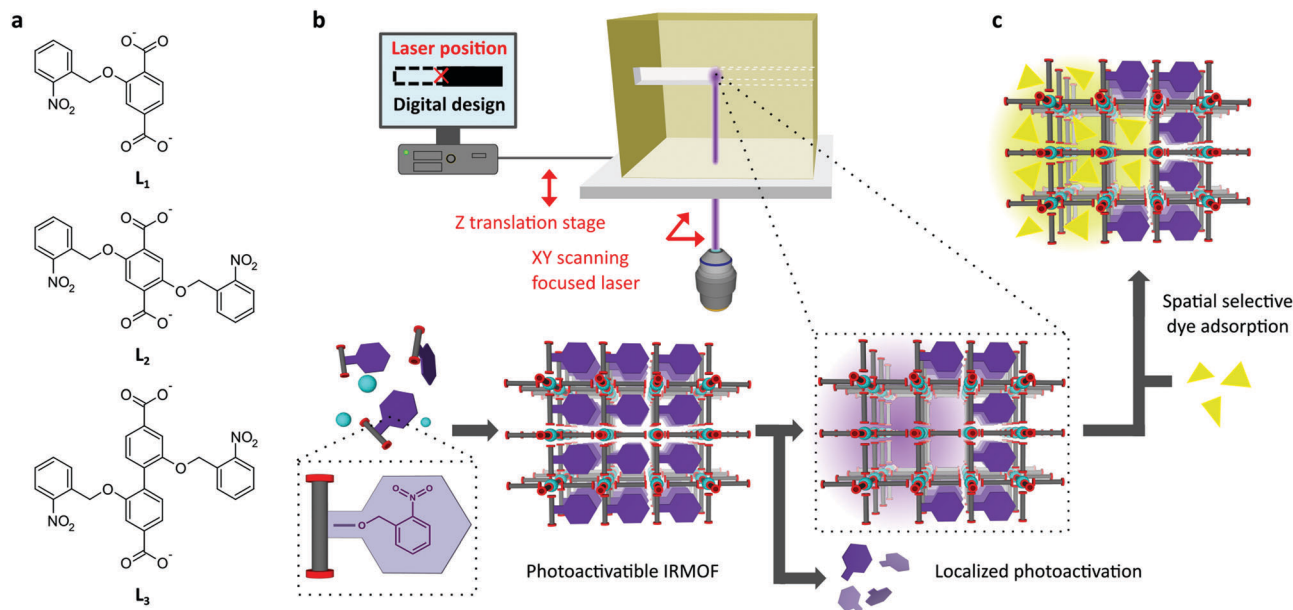 a
O⁻
O
O
NO₂
O
O⁻
L₁
O
O⁻
NO₂
O
NO₂
O
O
O⁻
L₂
O
O⁻
NO₂
O
O
NO₂
O
O⁻
L₃
b
Laser position
Digital design
Z translation stage
XY scanning
focused laser
O
O
N
O
Photoactivatible IRMOF
Localized photoactivation
c
Spatial selective
dye adsorption